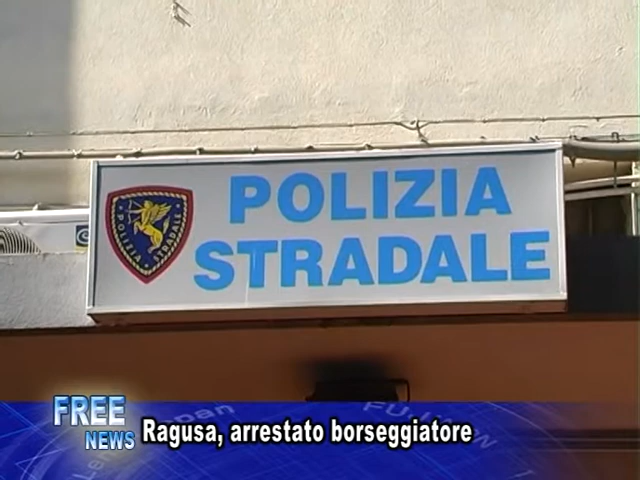 POLIZIA
STRADALE
POLIZIA STRADALE
FREE
NEWS
Ragusa, arrestato borseggiatore